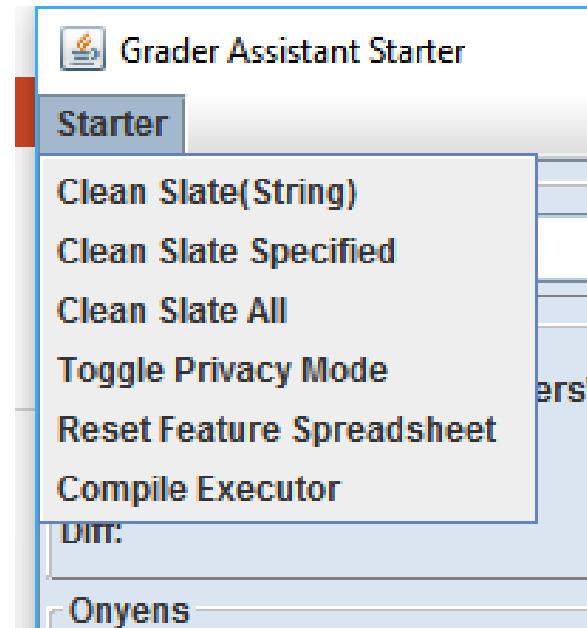 Grader Assistant Starter
Starter
Clean Slate(String)
Clean Slate Specified
Clean Slate All
Toggle Privacy Mode
Reset Feature Spreadsheet
Compile Executor
Diff:
Onyens